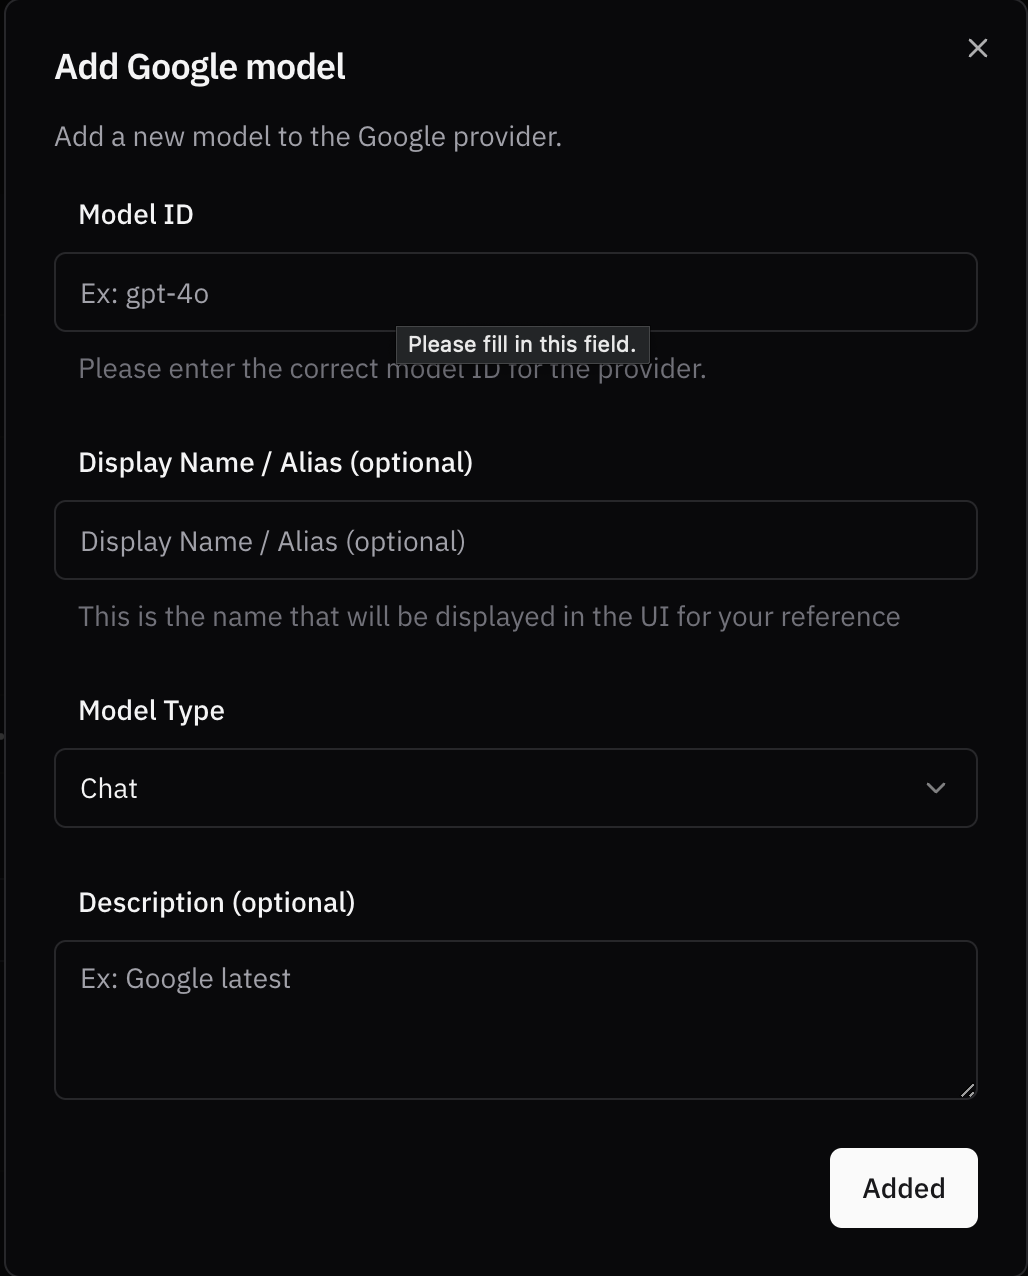 Add Google model
Add a new model to the Google provider.
Model ID
Ex: gpt-4o
Please fill in this field.
Please enter the correct model ID for the provider.
Display Name / Alias (optional)
Display Name / Alias (optional)
This is the name that will be displayed in the UI for your reference
Model Type
Chat
Description (optional)
Ex: Google latest
Added